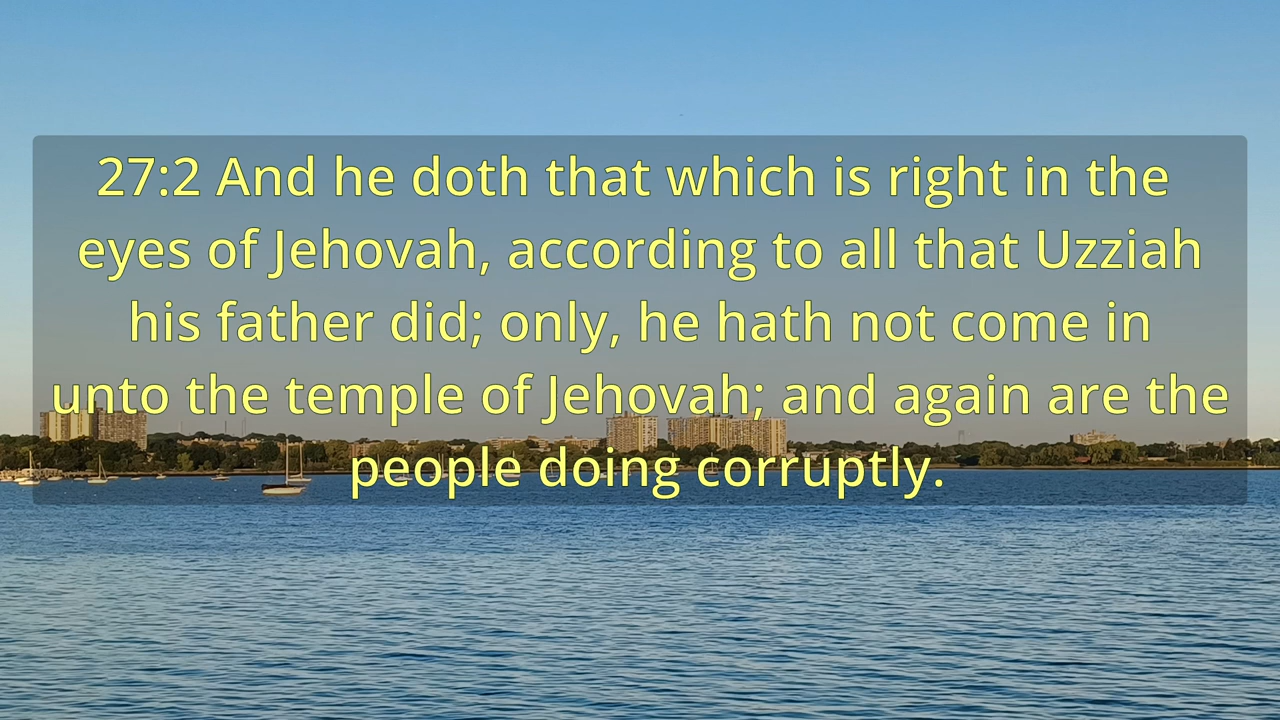 27:2 And he doth that which is right in the
eyes of Jehovah, according to all that Uzziah
his father did; only, he hath not come in
unto the temple of Jehovah; and again are the
people doing corruptly.